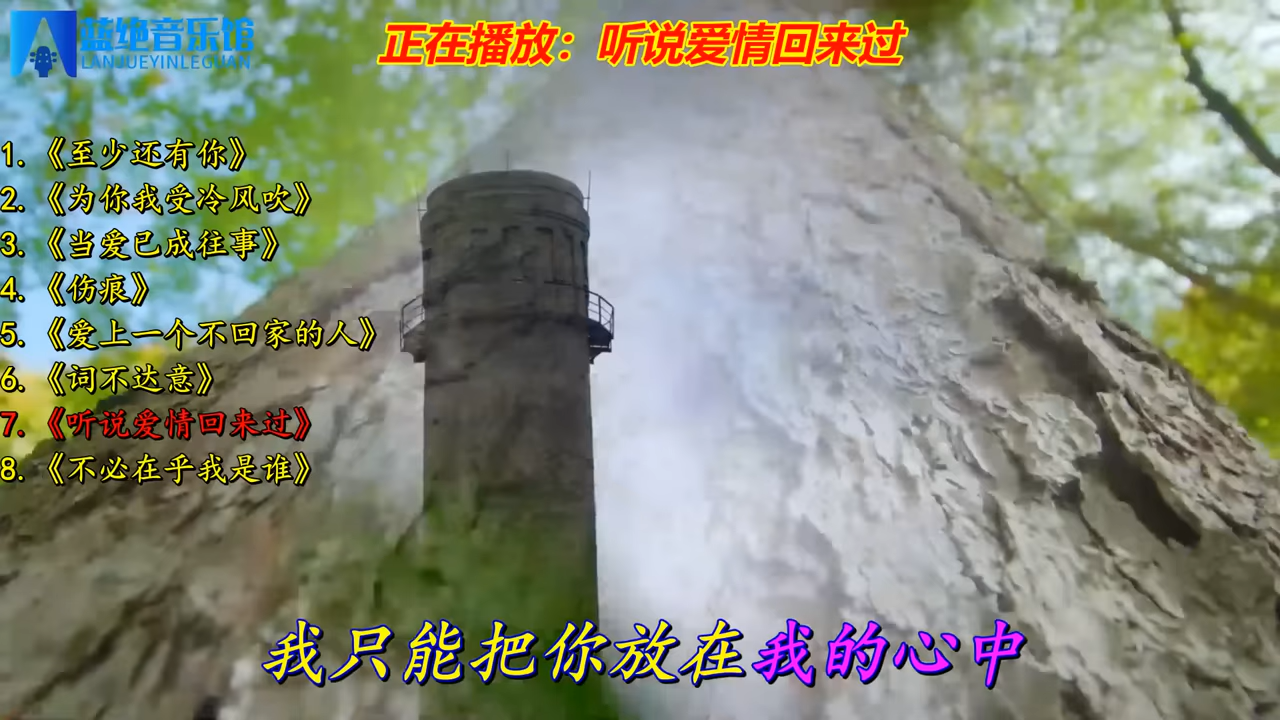 蓝绝音乐馆
LANJUEYINLEGUAN
正在播放：听说爱情回来过
1.《至少还有你》
2.《为你我受冷风吹》
3.《当爱已成往事》
4.《伤痕》
5.《爱上一个不回家的人》
6.《词不达意》
7.《听说爱情回来过》
8.《不必在乎我是谁》
我只能把你放在我的心中